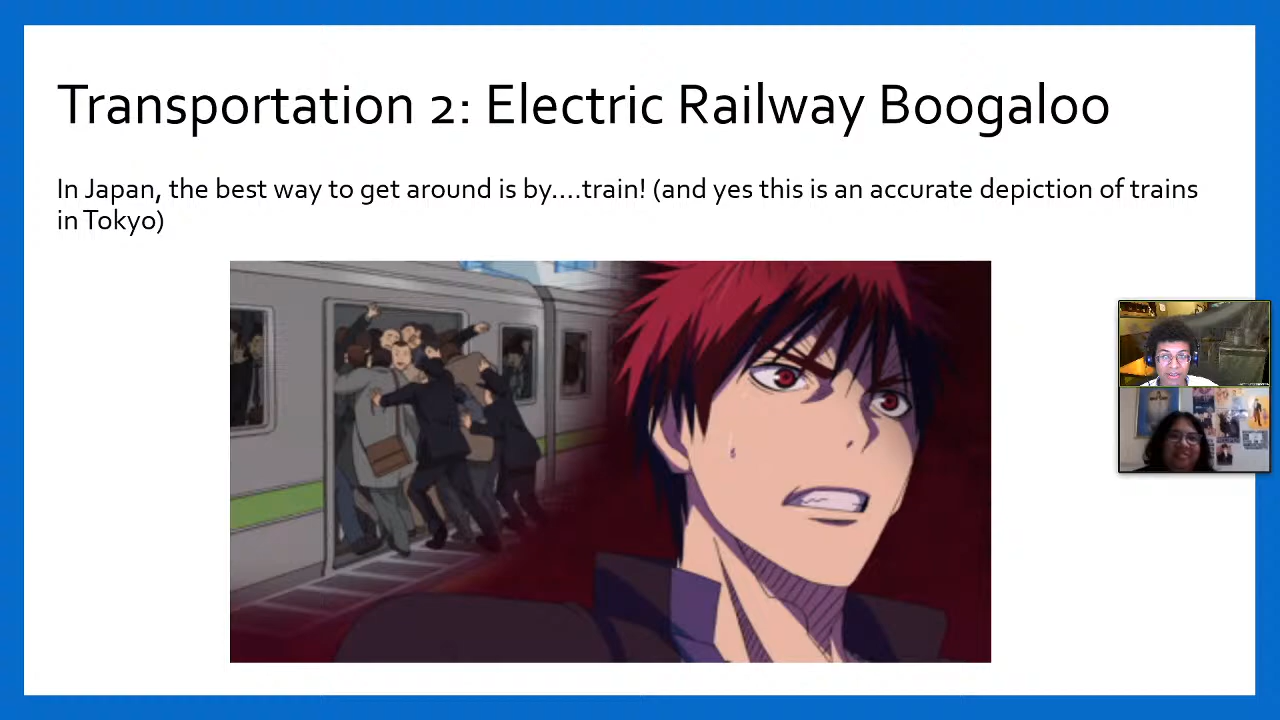 Transportation 2: Electric Railway Boogaloo
In Japan, the best way to get around is by....train! (and yes this is an accurate depiction of trains
in Tokyo)